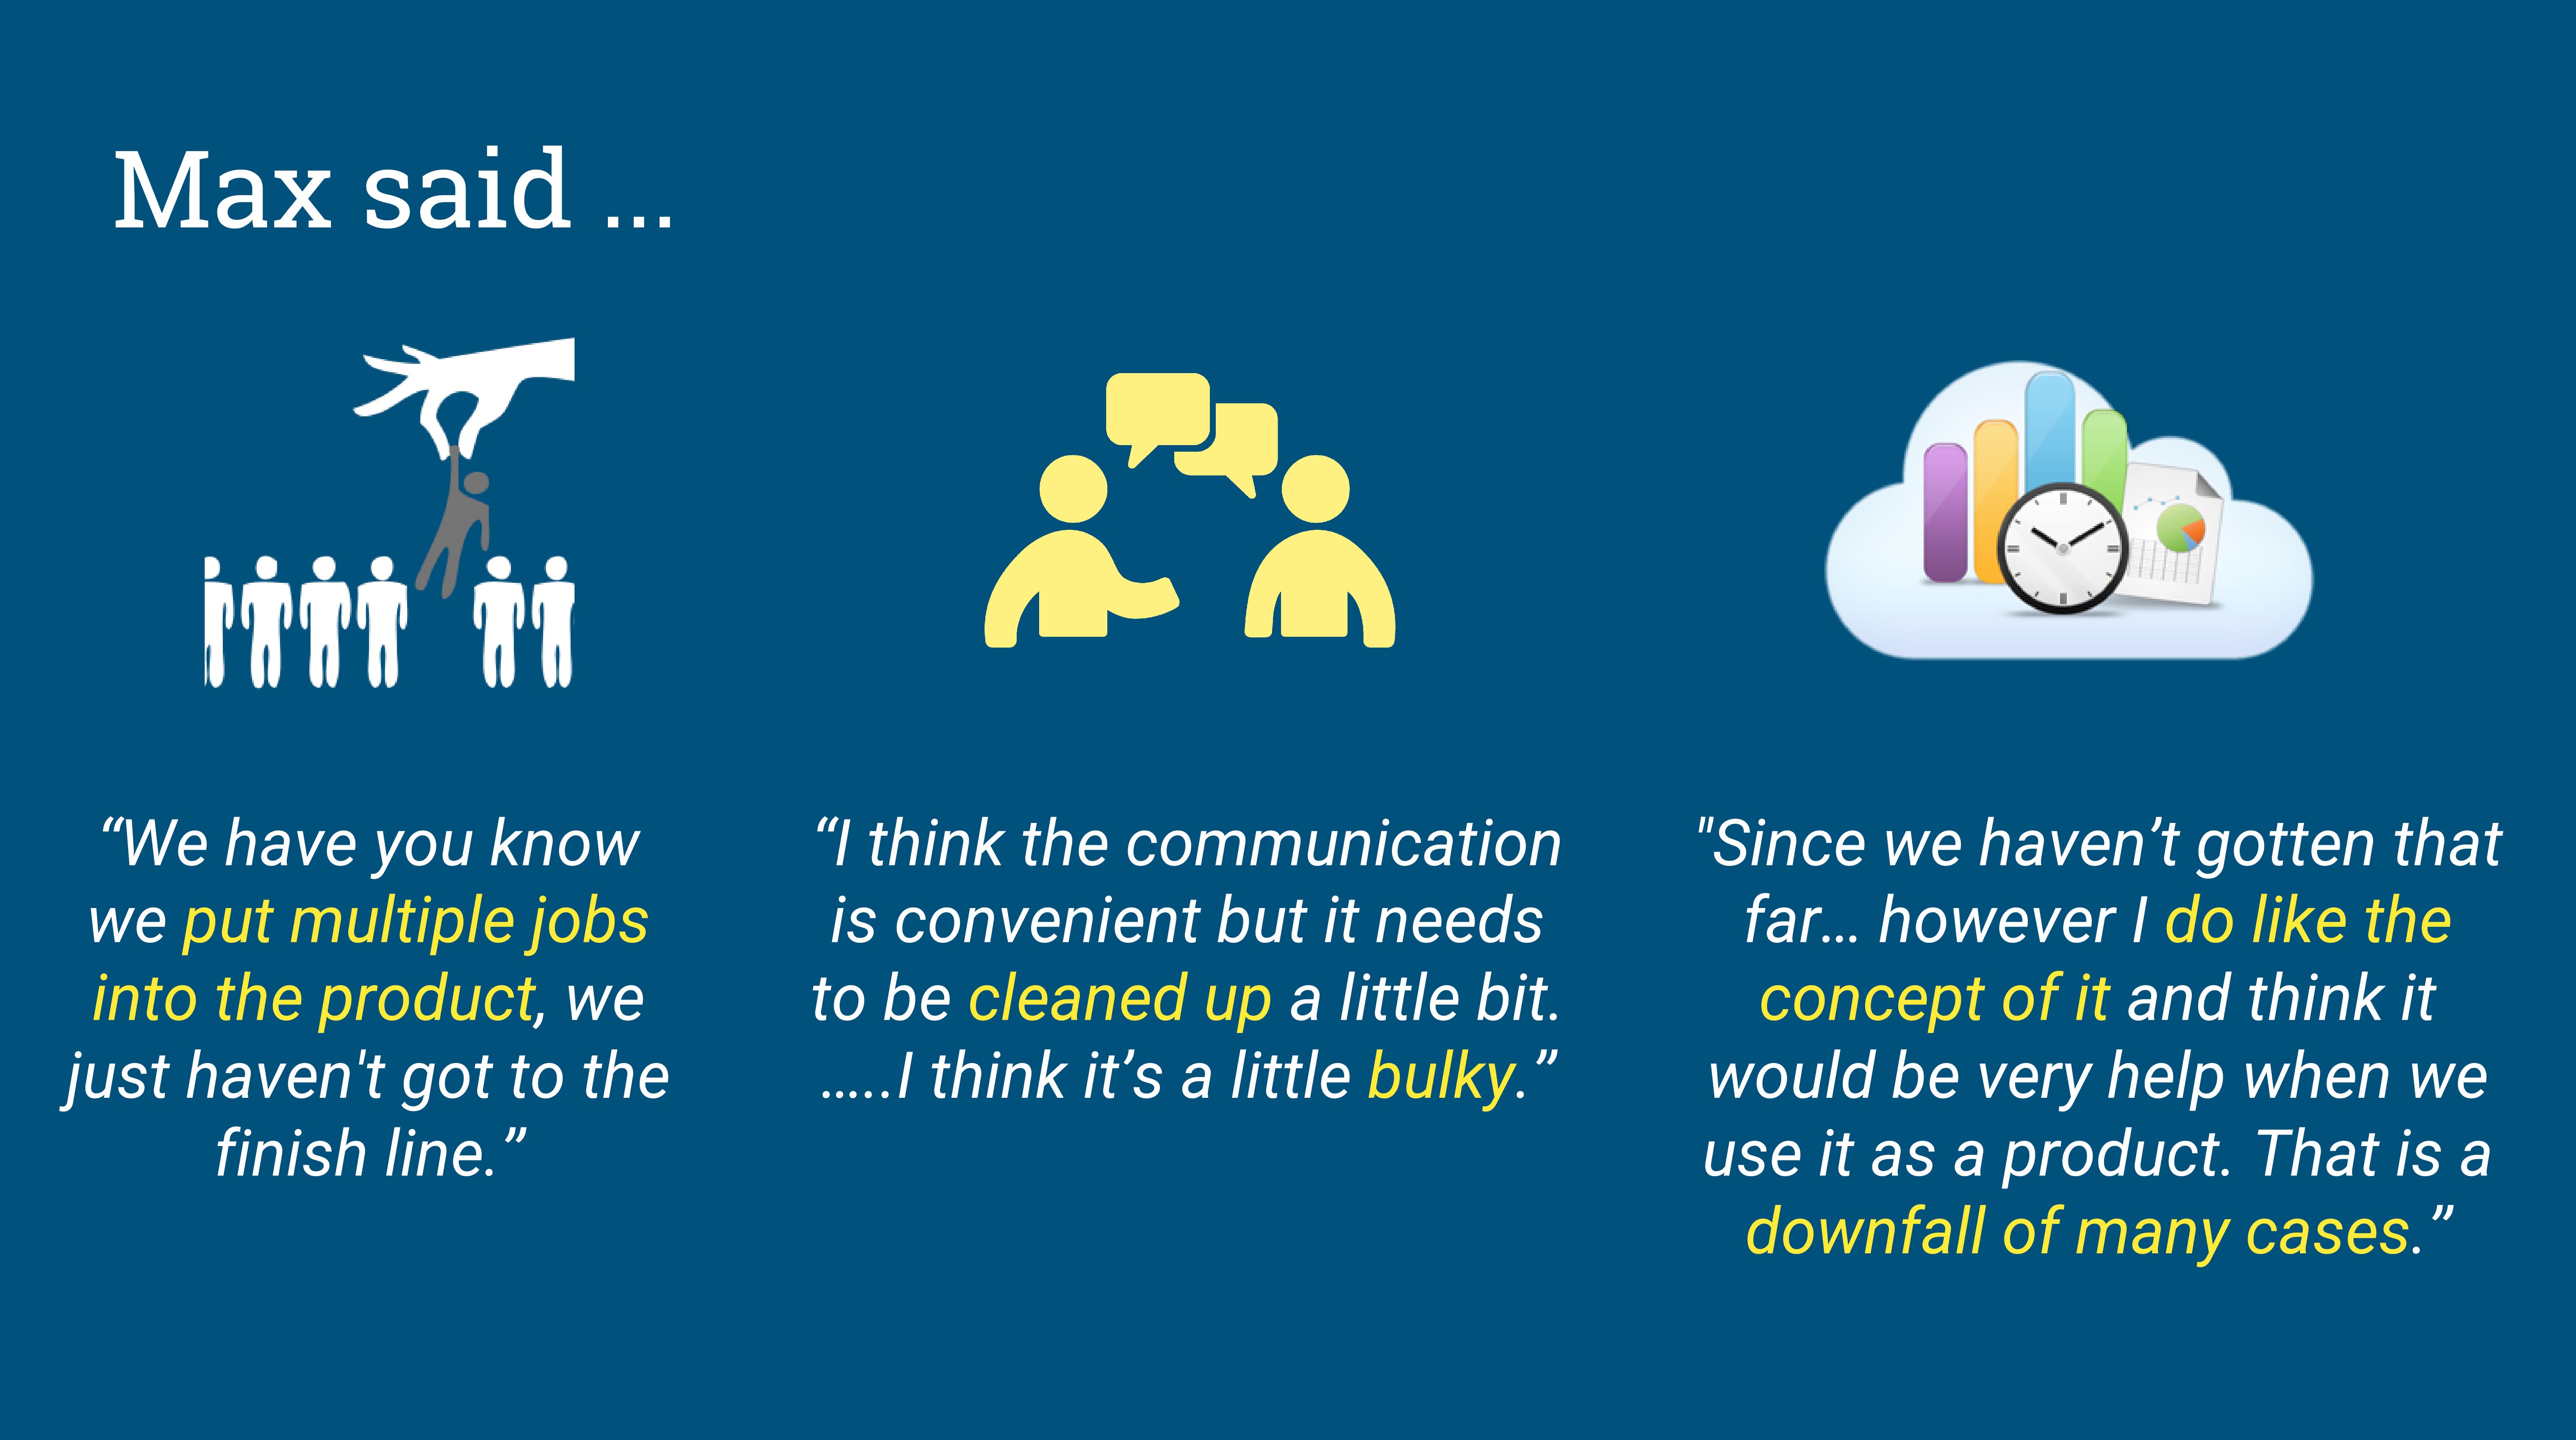 Max said ...
“We have you know
we put multiple jobs
into the product, we
just haven't got to the
finish line.”
“I think the communication
is convenient but it needs
to be cleaned up a little bit.
…..I think it’s a little bulky.”
"Since we haven’t gotten that
far… however I do like the
concept of it and think it
would be very help when we
use it as a product. That is a
downfall of many cases.”